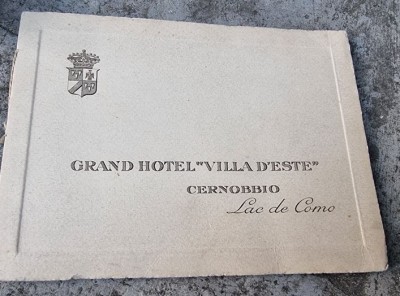 GRAND HOTEL "VILLA D'ESTE"
CERNOBBIO
Lac de Como